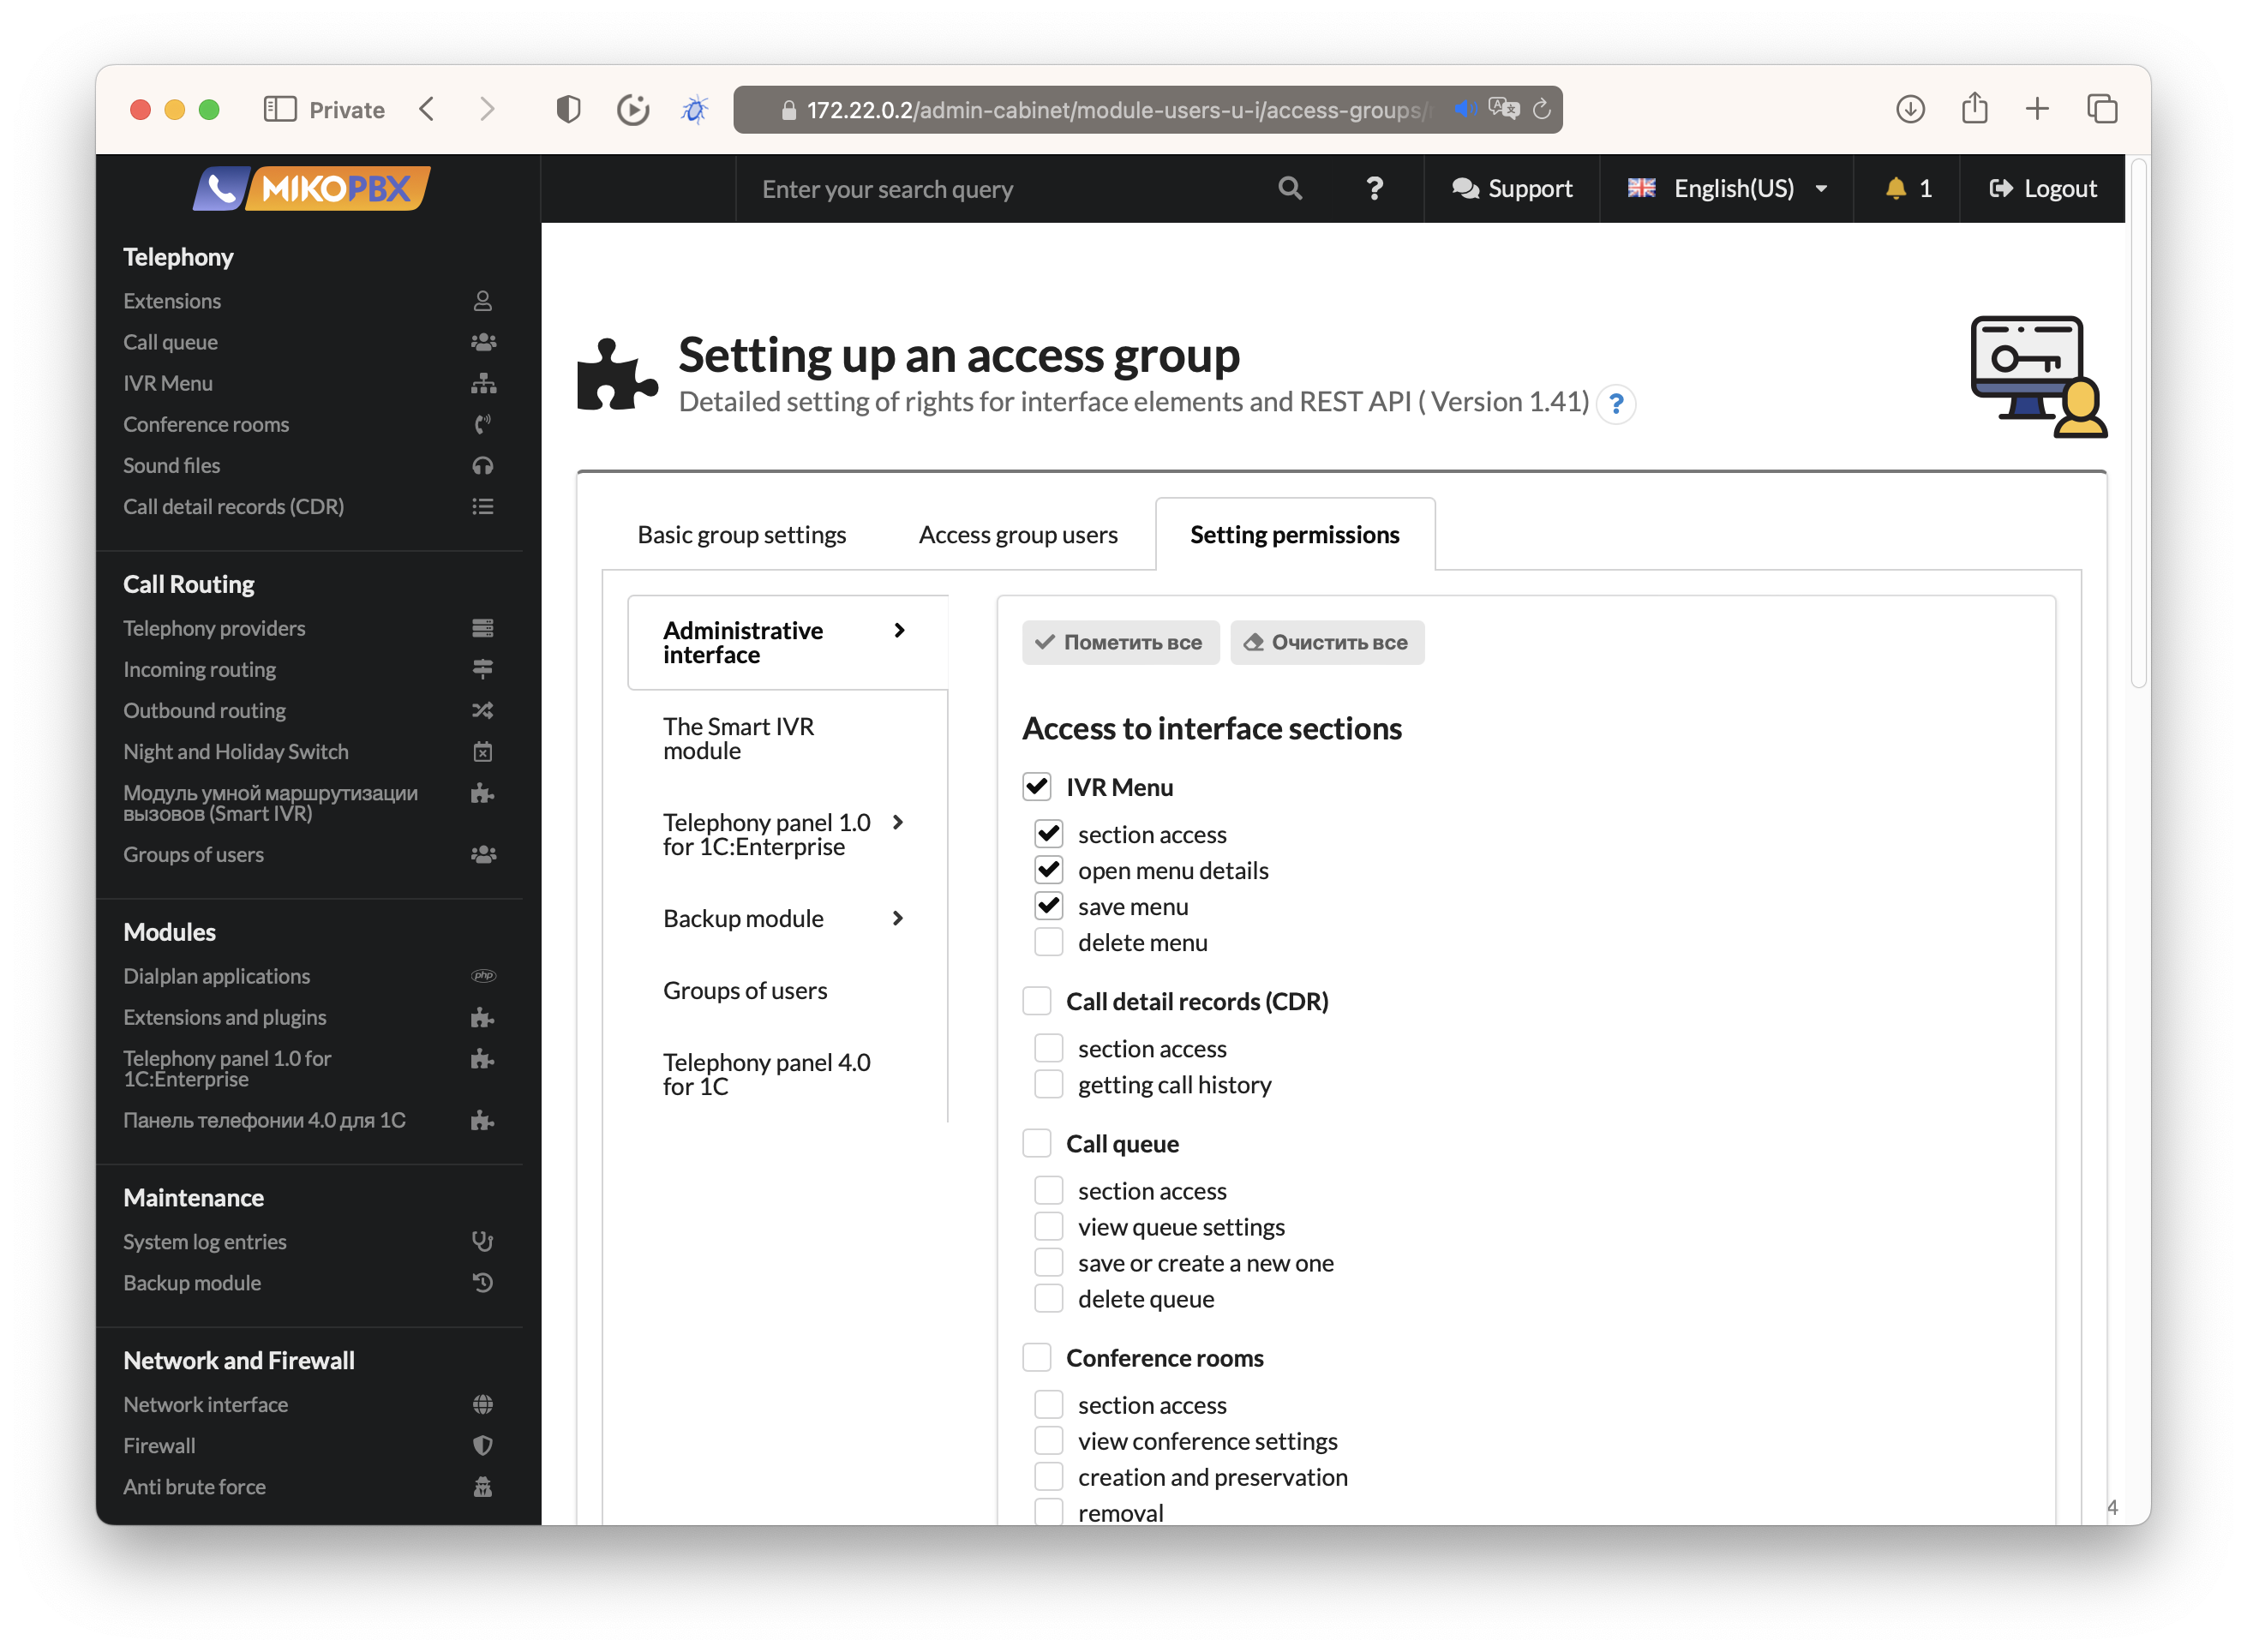 Private
172.22.0.2/admin-cabinet/module-users-u-i/access-groups/
MIKOPBX
Enter your search query
?
Support
English(US)
1
Logout
Telephony
Extensions
Call queue
IVR Menu
Conference rooms
Sound files
Call detail records (CDR)
Call Routing
Telephony providers
Incoming routing
Outbound routing
Night and Holiday Switch
Модуль умной маршрутизации
вызовов (Smart IVR)
Groups of users
Modules
Dialplan applications
php
Extensions and plugins
Telephony panel 1.0 for
1C:Enterprise
Панель телефонии 4.0 для 1С
Maintenance
System log entries
Backup module
Network and Firewall
Network interface
Firewall
Anti brute force
Setting up an access group
Detailed setting of rights for interface elements and REST API ( Version 1.41) ?
Basic group settings
Access group users
Setting permissions
Administrative
interface
The Smart IVR
module
Telephony panel 1.0
for 1C:Enterprise
Backup module
Groups of users
Telephony panel 4.0
for 1C
Пометить все
Очистить все
Access to interface sections
IVR Menu
section access
open menu details
save menu
delete menu
Call detail records (CDR)
section access
getting call history
Call queue
section access
view queue settings
save or create a new one
delete queue
Conference rooms
section access
view conference settings
creation and preservation
removal
4